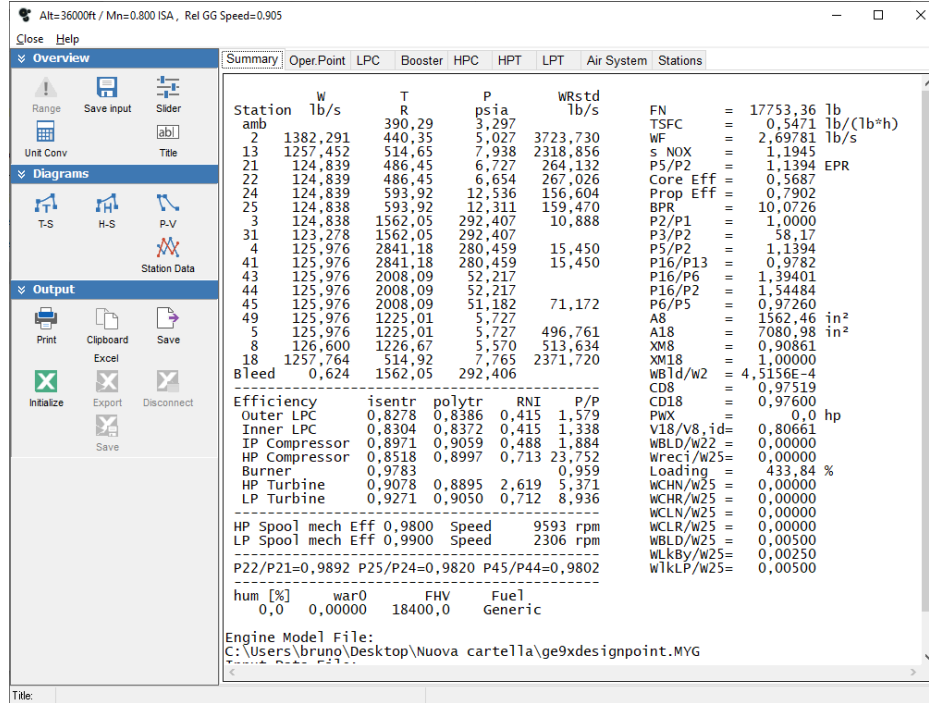 Alt=36000ft / Mn=0.800 ISA , Rel GG Speed=0.905
Close Help
Overview
Range Save input Slider
Unit Conv Title
Diagrams
T-S H-S P-V
Station Data
Output
Print Clipboard Save
Excel
Initialize Export Disconnect
Save
Summary Oper.Point LPC Booster HPC HPT LPT Air System Stations
W T P WRstd
Station lb/s R psia lb/s
amb 390,29 3,297
2 1382,291 440,35 5,027 3723,730
13 1257,452 514,65 7,938 2318,856
21 124,839 486,45 6,727 264,132
22 124,839 486,45 6,654 267,026
24 124,839 593,92 12,536 156,604
25 124,838 593,92 12,311 159,470
3 124,838 1562,05 292,407 10,888
31 123,278 1562,05 292,407
4 125,976 2841,18 280,459 15,450
41 125,976 2841,18 280,459 15,450
43 125,976 2008,09 52,217
44 125,976 2008,09 52,217
45 125,976 2008,09 51,182 71,172
49 125,976 1225,01 5,727
5 125,976 1225,01 5,727 496,761
8 126,600 1226,67 5,570 513,634
18 1257,764 514,92 7,765 2371,720
Bleed 0,624 1562,05 292,406
Efficiency isentr polytr RNI P/P
Outer LPC 0,8278 0,8386 0,415 1,579
Inner LPC 0,8304 0,8372 0,415 1,338
IP Compressor 0,8971 0,9059 0,488 1,884
HP Compressor 0,8518 0,8997 0,713 23,752
Burner 0,9783 0,959
HP Turbine 0,9078 0,8895 2,619 5,371
LP Turbine 0,9271 0,9050 0,712 8,936
HP Spool mech Eff 0,9800 Speed 9593 rpm
LP Spool mech Eff 0,9900 Speed 2306 rpm
P22/P21=0,9892 P25/P24=0,9820 P45/P44=0,9802
hum [%] war0 FHV Fuel
0,0 0,00000 18400,0 Generic
Engine Model File:
C:\Users\bruno\Desktop\Nuova cartella\ge9xdesignpoint.MYG
FN = 17753,36 lb
TSFC = 0,5471 lb/(lb*h)
WF = 2,69781 lb/s
s NOX = 1,1945
P5/P2 = 1,1394 EPR
Core Eff = 0,5687
Prop Eff = 0,7902
BPR = 10,0726
P2/P1 = 1,0000
P3/P2 = 58,17
P5/P2 = 1,1394
P16/P13 = 0,9782
P16/P6 = 1,39401
P16/P2 = 1,54484
P6/P5 = 0,97260
A8 = 1562,46 in²
A18 = 7080,98 in²
XM8 = 0,90861
XM18 = 1,00000
WBld/W2 = 4,5156E-4
CD8 = 0,97519
CD18 = 0,97600
PWX = 0,0 hp
V18/V8,id= 0,80661
WBLD/W22 = 0,00000
Wreci/W25= 0,00000
Loading = 433,84 %
WCHN/W25 = 0,00000
WCHR/W25 = 0,00000
WCLN/W25 = 0,00000
WCLR/W25 = 0,00000
WBLD/W25 = 0,00500
WLkBy/W25= 0,00250
WlkLP/W25= 0,00500
Title: